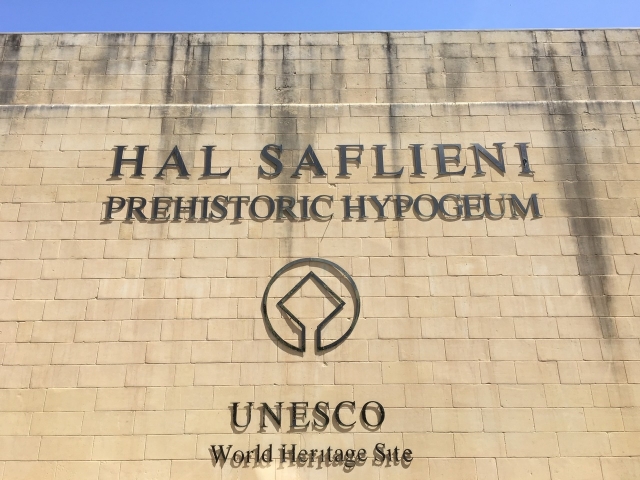 HAL SAFLIENI
PREHISTORIC HYPOGEUM
UNESCO
World Heritage Site